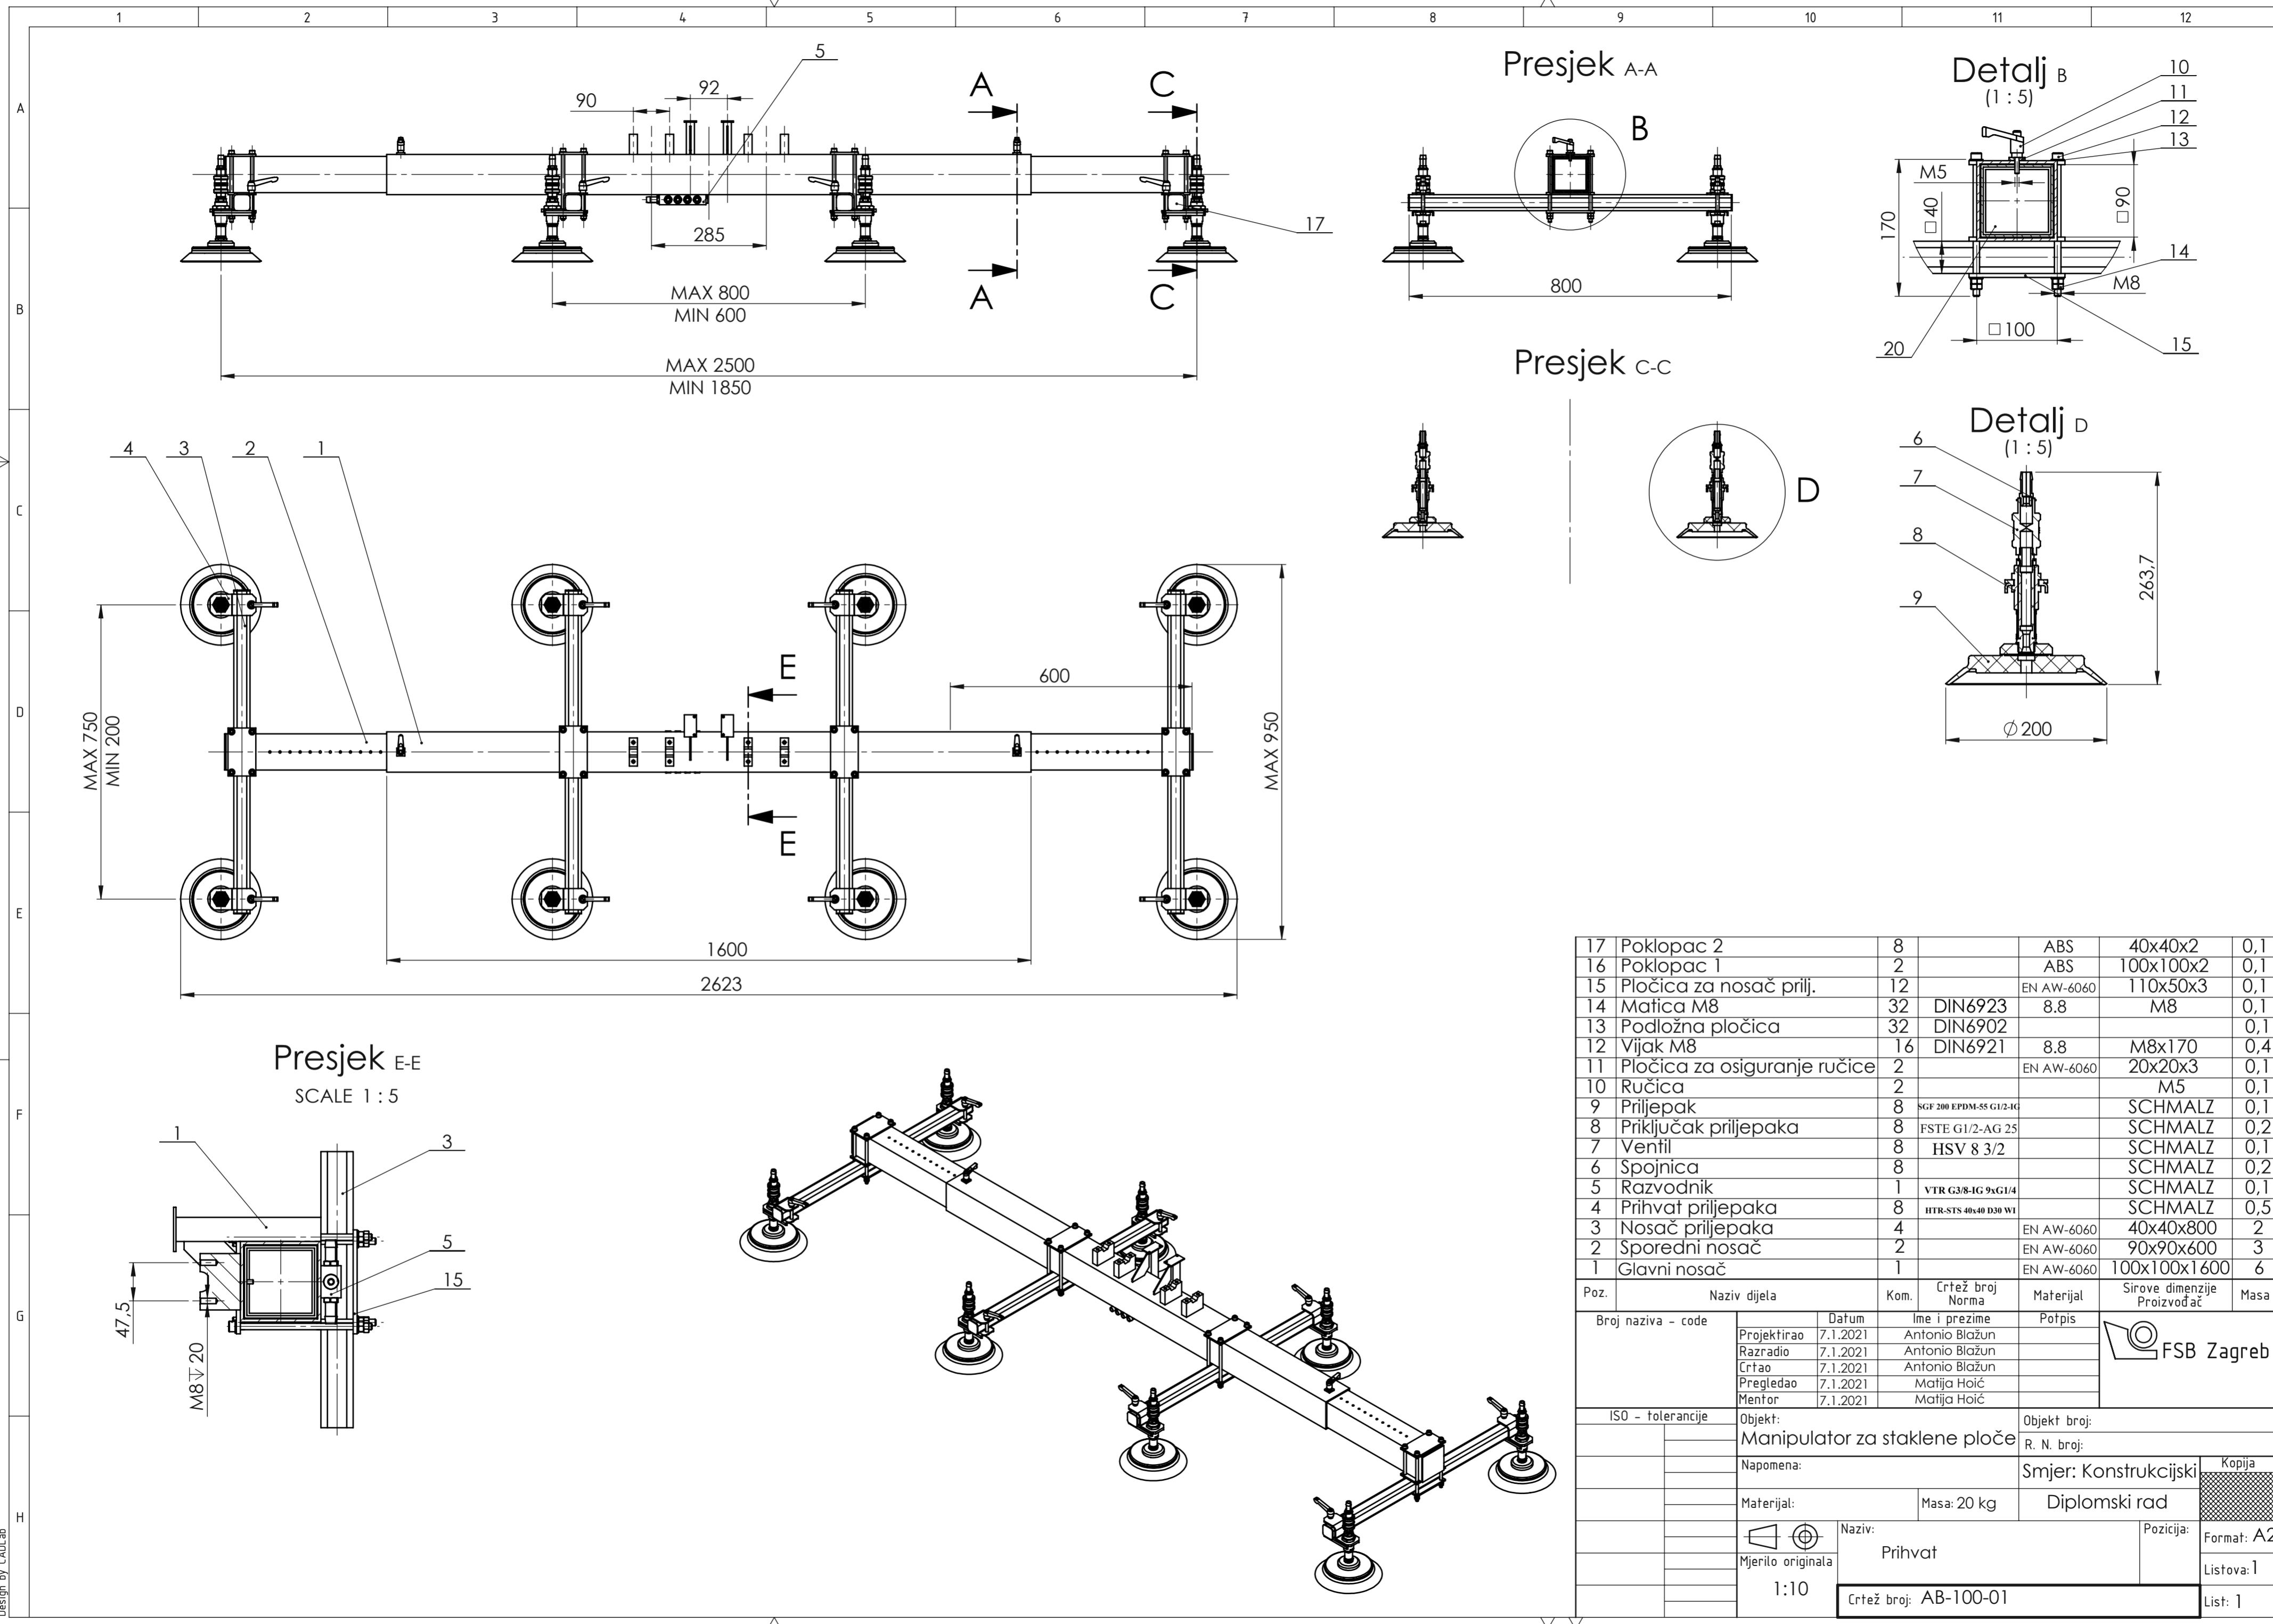 1 2 3 4 5 6 7 8 9 10 11 12
A
B
C
D
E
F
G
H
5
90
92
A
C
285
17
A
C
MAX 800
MIN 600
MAX 2500
MIN 1850
Presjek A-A
B
800
Detalj B
(1 : 5)
10
11
12
13
M5
□40
170
□90
14
M8
□100
20
15
Presjek C-C
D
Detalj D
(1 : 5)
6
7
8
9
263,7
Ø200
4
3
2
1
E
600
MAX 750
MIN 200
MAX 950
E
1600
2623
Presjek E-E
SCALE 1 : 5
1
3
5
15
47,5
M8↧20
17 Poklopac 2 8 ABS 40x40x2 0,1
16 Poklopac 1 2 ABS 100x100x2 0,1
15 Pločica za nosač prilj. 12 EN AW-6060 110x50x3 0,1
14 Matica M8 32 DIN6923 8.8 M8 0,1
13 Podložna pločica 32 DIN6902 0,1
12 Vijak M8 16 DIN6921 8.8 M8x170 0,4
11 Pločica za osiguranje ručice 2 EN AW-6060 20x20x3 0,1
10 Ručica 2 M5 0,1
9 Priljepak 8 SGF 200 EPDM-55 G1/2-IG SCHMALZ 0,1
8 Priključak priljepaka 8 FSTE G1/2-AG 25 SCHMALZ 0,2
7 Ventil 8 HSV 8 3/2 SCHMALZ 0,1
6 Spojnica 8 SCHMALZ 0,2
5 Razvodnik 1 VTR G3/8-IG 9xG1/4 SCHMALZ 0,1
4 Prihvat priljepaka 8 HTR-STS 40x40 D30 WI SCHMALZ 0,5
3 Nosač priljepaka 4 EN AW-6060 40x40x800 2
2 Sporedni nosač 2 EN AW-6060 90x90x600 3
1 Glavni nosač 1 EN AW-6060 100x100x1600 6
Poz. Naziv dijela Kom. Crtež broj Norma Materijal Sirove dimenzije Proizvođač Masa
Broj naziva - code
Datum Ime i prezime Potpis
Projektirao 7.1.2021 Antonio Blažun
Razradio 7.1.2021 Antonio Blažun
Crtao 7.1.2021 Antonio Blažun
Pregledao 7.1.2021 Matija Hoić
Mentor 7.1.2021 Matija Hoić
FSB Zagreb
ISO - tolerancije
Objekt:
Manipulator za staklene ploče
Objekt broj:
R. N. broj:
Napomena:
Smjer: Konstrukcijski
Kopija
Materijal:
Masa: 20 kg
Diplomski rad
Naziv:
Prihvat
Pozicija:
Format: A2
Mjerilo originala
1:10
Listova: 1
Crtež broj: AB-100-01
List: 1
Design by CADLab